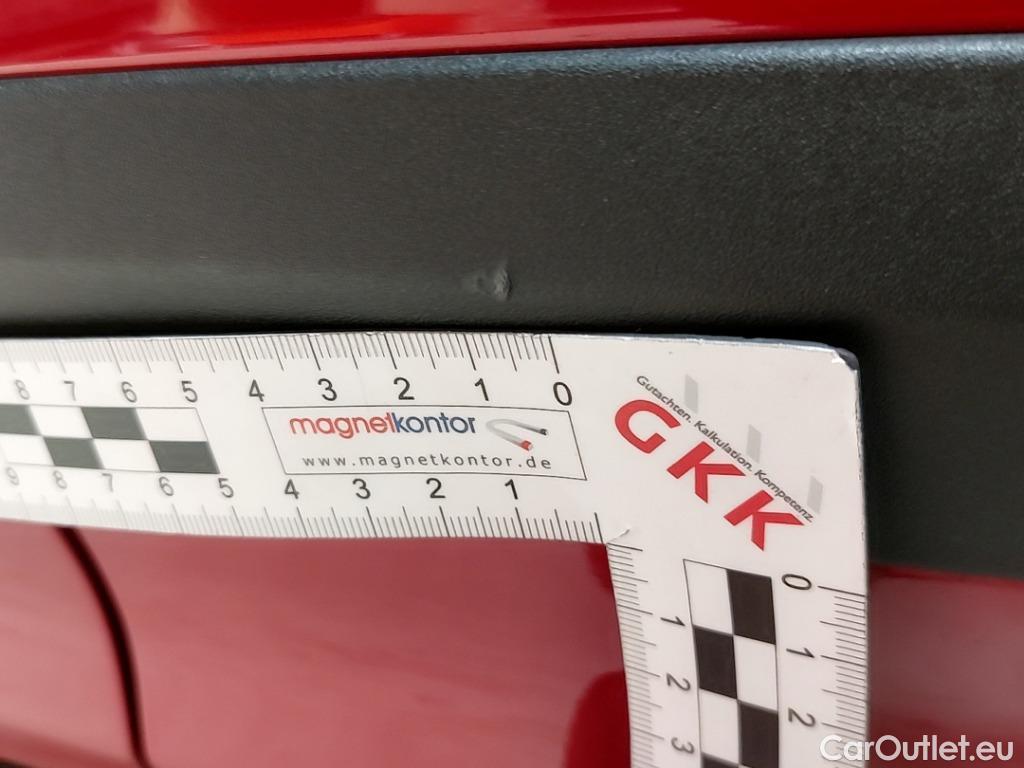 8 7 6 5 4 3 2 1 0
magnetkontor
www.magnetkontor.de
9 8 7 6 5 4 3 2 1
Gutachten. Kalkulation. Kompetenz.
GKK
0
1 1
2 2
3
CarOutlet.eu